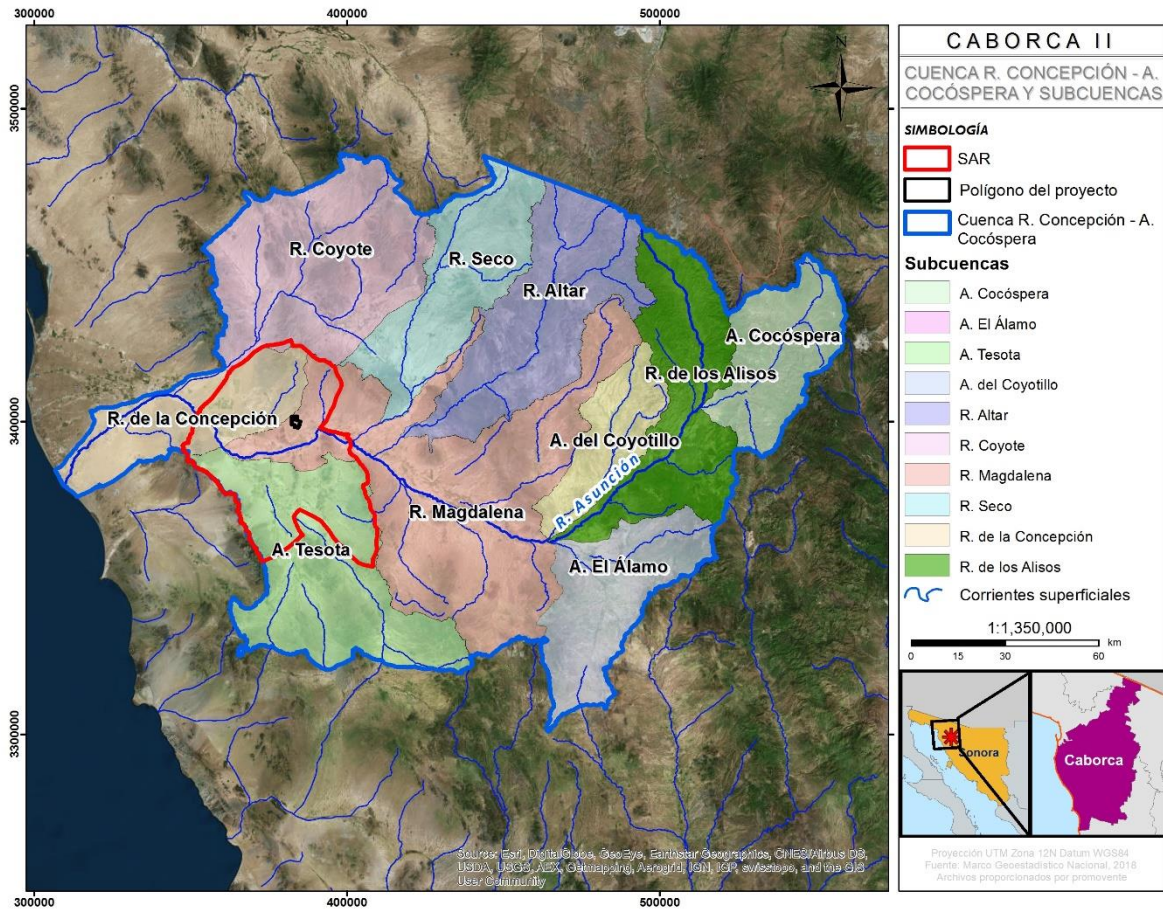 300000
400000
500000
3500000
3400000
3300000
3500000
3400000
3300000
300000
400000
500000
N
R. Coyote
R. Seco
R. Altar
A. Cocóspera
R. de los Alisos
R. de la Concepción
A. del Coyotillo
R. Asunción
R. Magdalena
A. Tesota
A. El Álamo
Source: Esri, DigitalGlobe, GeoEye, Earthstar Geographics, CNES/Airbus DS,
USDA, USGS, AEX, Getmapping, Aerogrid, IGN, IGP, swisstopo, and the GIS
User Community
CABORCA II
CUENCA R. CONCEPCIÓN - A.
COCÓSPERA Y SUBCUENCAS
SIMBOLOGÍA
SAR
Polígono del proyecto
Cuenca R. Concepción - A.
Cocóspera
Subcuencas
A. Cocóspera
A. El Álamo
A. Tesota
A. del Coyotillo
R. Altar
R. Coyote
R. Magdalena
R. Seco
R. de la Concepción
R. de los Alisos
Corrientes superficiales
1:1,350,000
km
0 15 30 60
Sonora
Caborca
Proyección UTM Zona 12N Datum WGS84
Fuente: Marco Geoestadístico Nacional, 2018
Archivos proporcionados por promovente